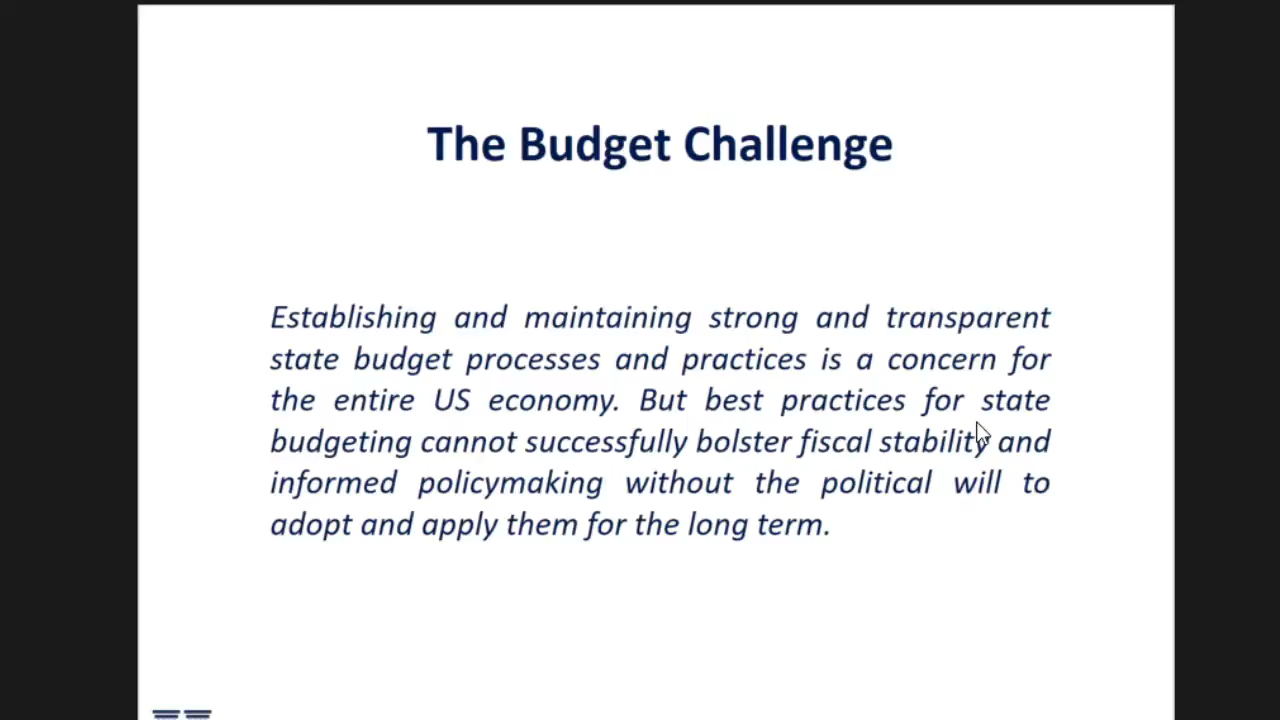 The Budget Challenge
Establishing and maintaining strong and transparent
state budget processes and practices is a concern for
the entire US economy. But best practices for state
budgeting cannot successfully bolster fiscal stability and
informed policymaking without the political will to
adopt and apply them for the long term.